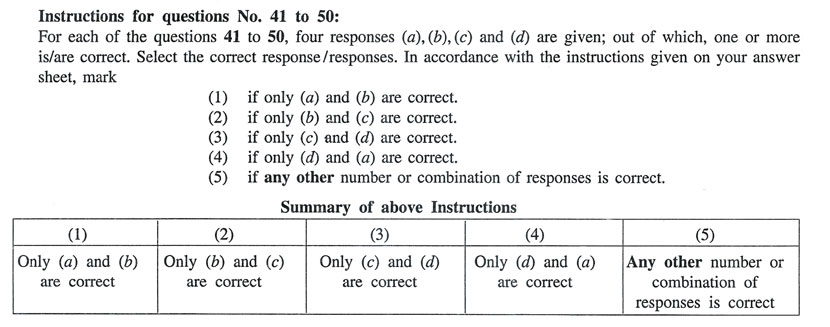 Instructions for questions No. 41 to 50:
For each of the questions 41 to 50, four responses (a), (b), (c) and (d) are given; out of which, one or more
is/are correct. Select the correct response/responses. In accordance with the instructions given on your answer
sheet, mark
(1) if only (a) and (b) are correct.
(2) if only (b) and (c) are correct.
(3) if only (c) and (d) are correct.
(4) if only (d) and (a) are correct.
(5) if any other number or combination of responses is correct.
Summary of above Instructions
(1) (2) (3) (4) (5)
Only (a) and (b) Only (b) and (c) Only (c) and (d) Only (d) and (a) Any other number or
are correct are correct are correct are correct combination of
responses is correct